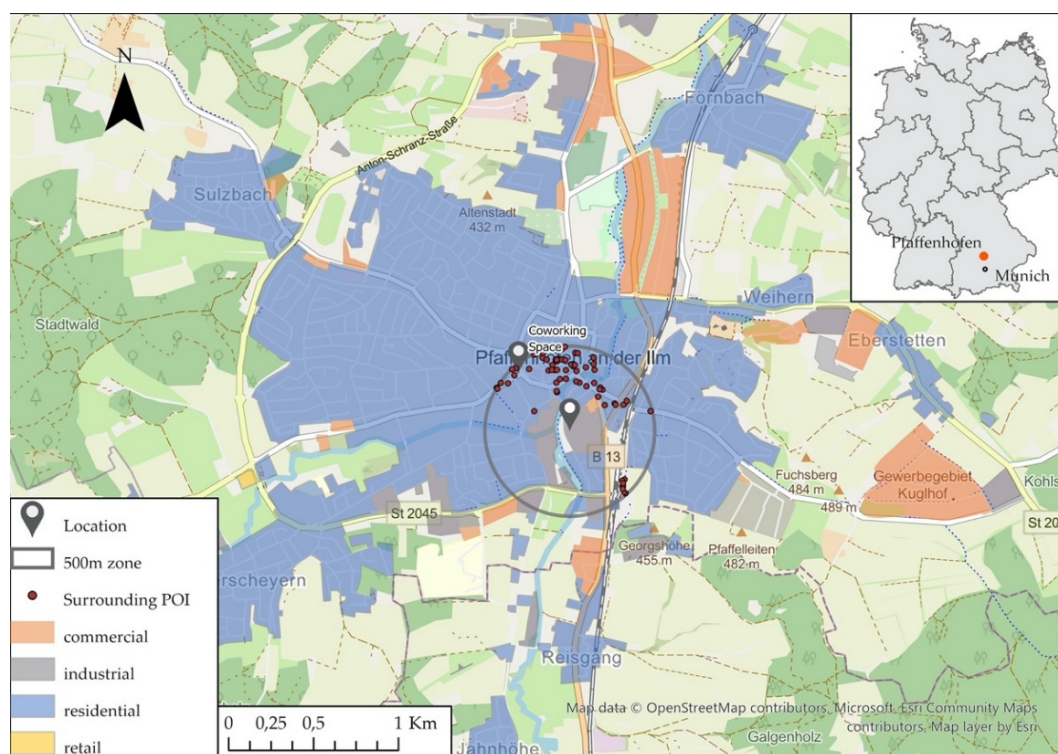 N
Fornbach
Anton-Schranz-Straße
Sulzbach
Altenstadt
432 m
Pfaffenhofen
Munich
Weihern
Stadtwald
Coworking
Space
Eberstetten
B 13
Fuchsberg
484 m
489 m
Gewerbegebiet
Kuglhof
Kohls
St 2045
St 20
Georgshöhe
455 m
Pfaffelleiten
482 m
erscheyern
Reisgang
Location
500m zone
Surrounding POI
commercial
industrial
residential
retail
0 0,25 0,5 1 Km
Jahnhöhe
Galgenholz
Map data © OpenStreetMap contributors, Microsoft, Esri Community Maps
contributors, Map layer by Esri